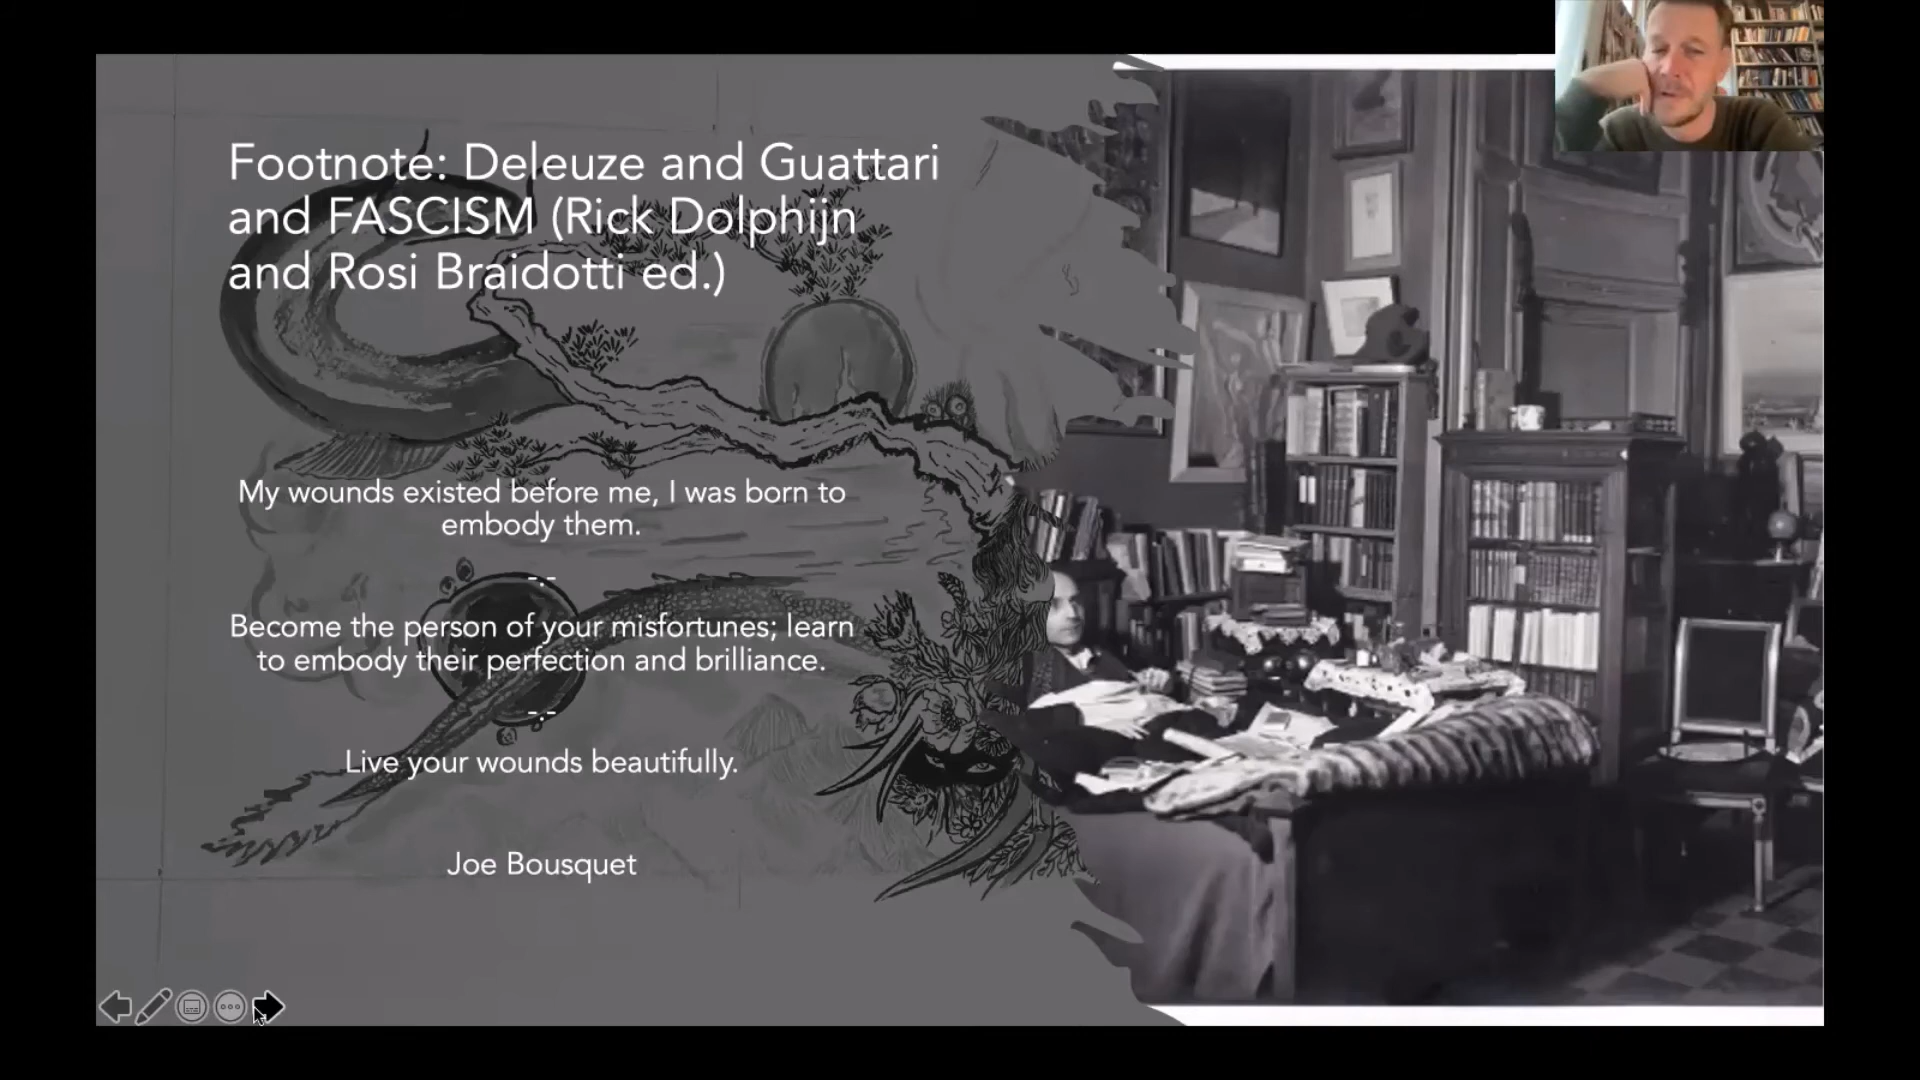 Footnote: Deleuze and Guattari
and FASCISM (Rick Dolphijn
and Rosi Braidotti ed.)
My wounds existed before me, I was born to
embody them.
-.-
Become the person of your misfortunes; learn
to embody their perfection and brilliance.
-.-
Live your wounds beautifully.
Joe Bousquet